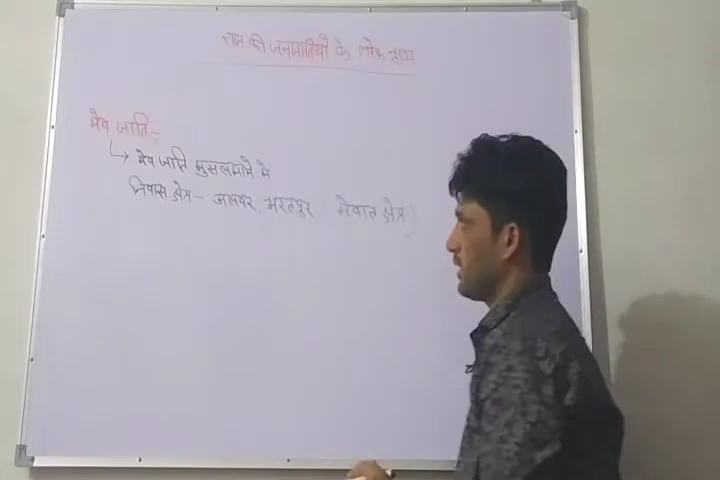 राज की जनजातियों के लोक नृत्य
मेव जाति:-
↳ मेव जाति मुसलमानो मे
निवास क्षेत्र - अलवर, भरतपुर मेवात क्षेत्र)